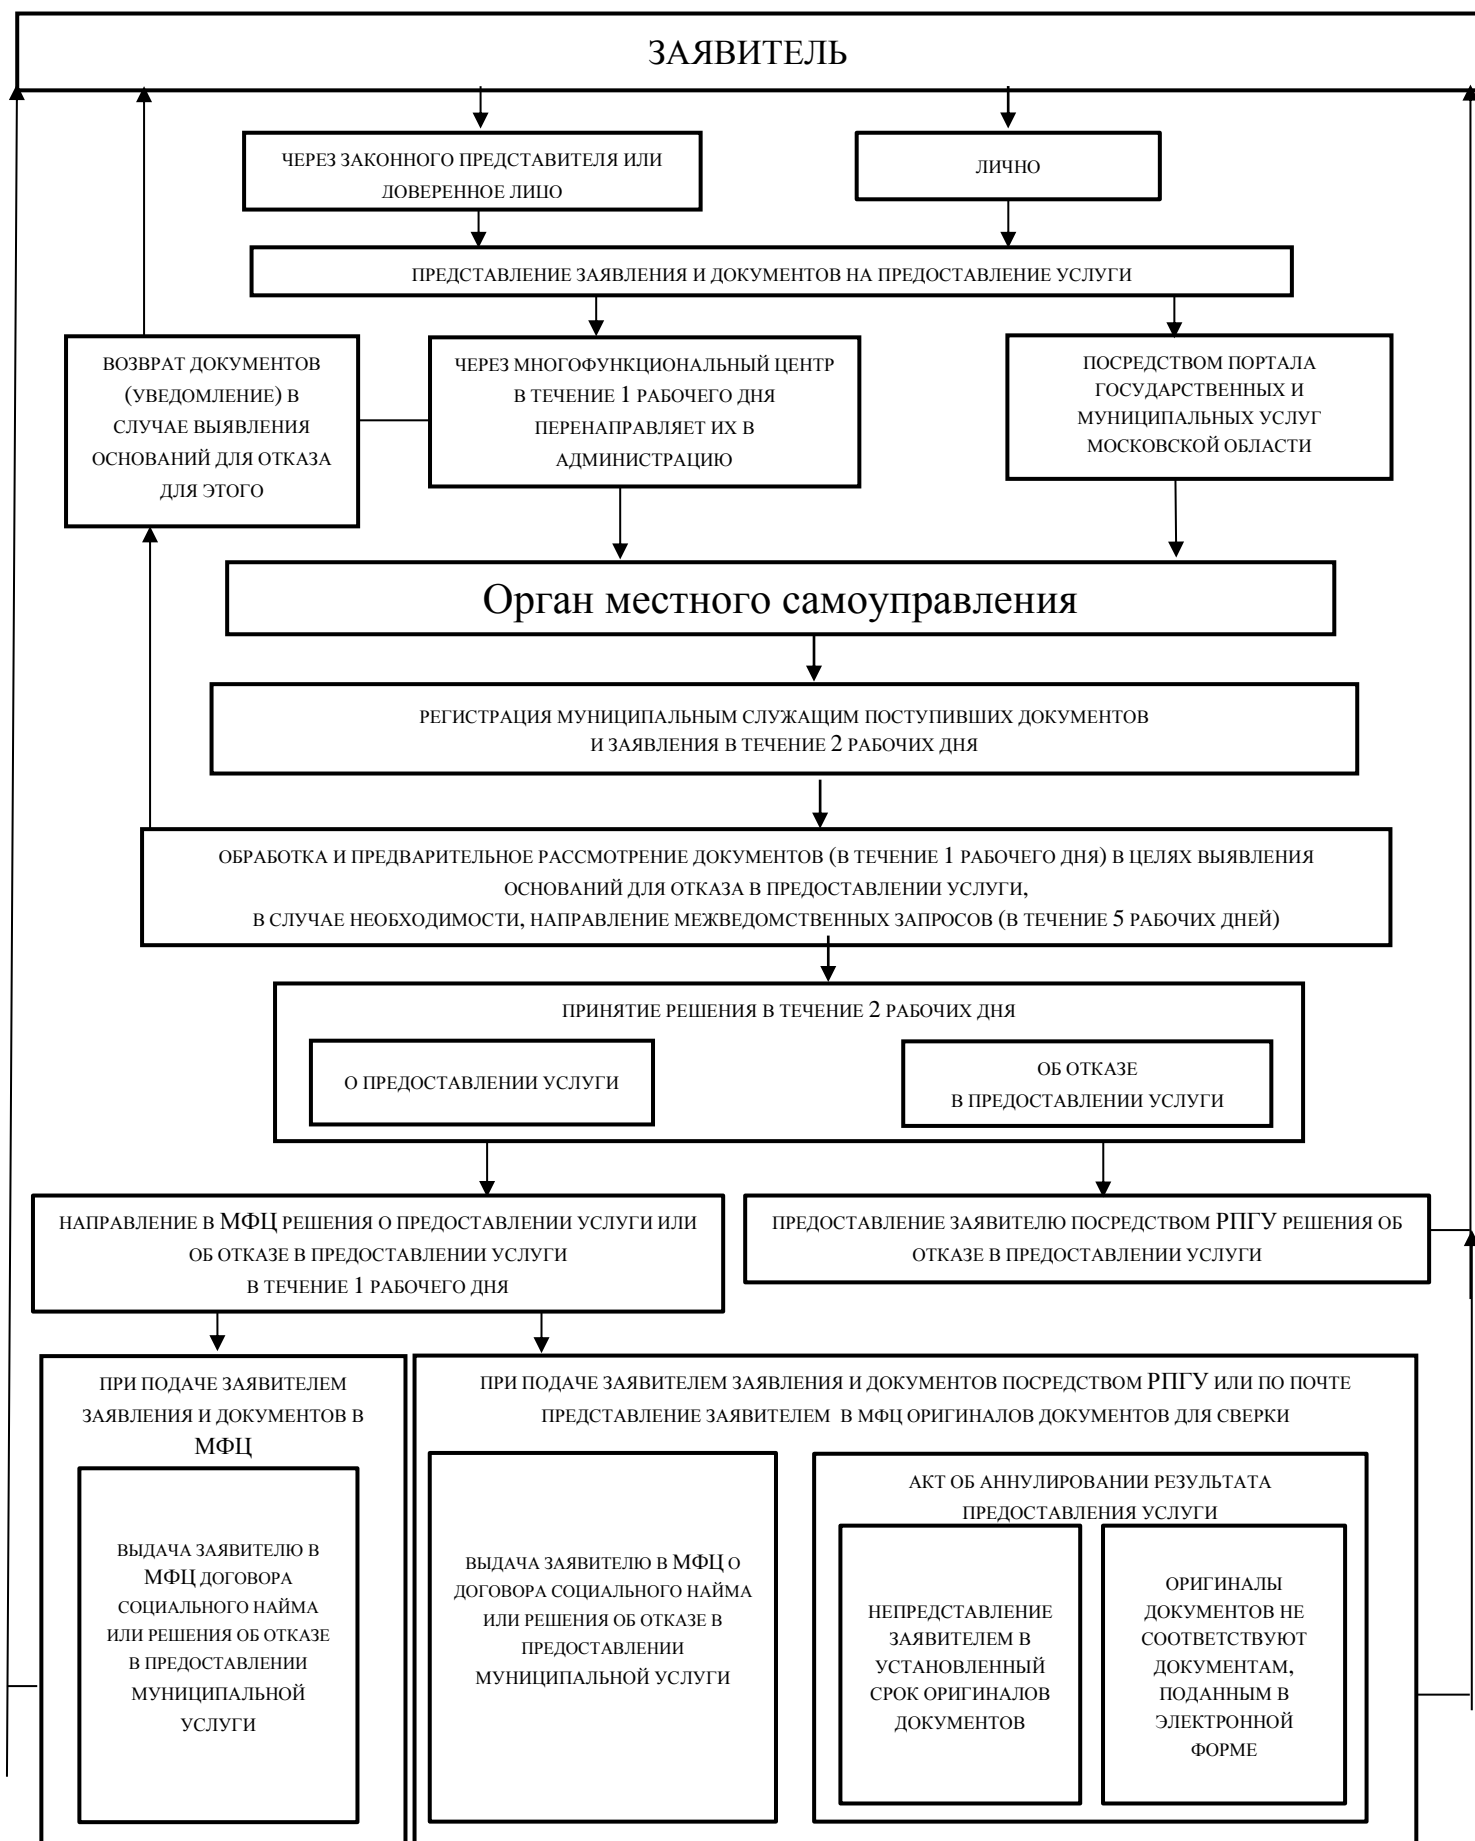 ЗАЯВИТЕЛЬ
ЧЕРЕЗ ЗАКОННОГО ПРЕДСТАВИТЕЛЯ ИЛИ
ДОВЕРЕННОЕ ЛИЦО
ЛИЧНО
ПРЕДСТАВЛЕНИЕ ЗАЯВЛЕНИЯ И ДОКУМЕНТОВ НА ПРЕДОСТАВЛЕНИЕ УСЛУГИ
ВОЗВРАТ ДОКУМЕНТОВ
(УВЕДОМЛЕНИЕ) В
СЛУЧАЕ ВЫЯВЛЕНИЯ
ОСНОВАНИЙ ДЛЯ ОТКАЗА
ДЛЯ ЭТОГО
ЧЕРЕЗ МНОГОФУНКЦИОНАЛЬНЫЙ ЦЕНТР
В ТЕЧЕНИЕ 1 РАБОЧЕГО ДНЯ
ПЕРЕНАПРАВЛЯЕТ ИХ В
АДМИНИСТРАЦИЮ
ПОСРЕДСТВОМ ПОРТАЛА
ГОСУДАРСТВЕННЫХ И
МУНИЦИПАЛЬНЫХ УСЛУГ
МОСКОВСКОЙ ОБЛАСТИ
Орган местного самоуправления
РЕГИСТРАЦИЯ МУНИЦИПАЛЬНЫМ СЛУЖАЩИМ ПОСТУПИВШИХ ДОКУМЕНТОВ
И ЗАЯВЛЕНИЯ В ТЕЧЕНИЕ 2 РАБОЧИХ ДНЯ
ОБРАБОТКА И ПРЕДВАРИТЕЛЬНОЕ РАССМОТРЕНИЕ ДОКУМЕНТОВ (В ТЕЧЕНИЕ 1 РАБОЧЕГО ДНЯ) В ЦЕЛЯХ ВЫЯВЛЕНИЯ
ОСНОВАНИЙ ДЛЯ ОТКАЗА В ПРЕДОСТАВЛЕНИИ УСЛУГИ,
В СЛУЧАЕ НЕОБХОДИМОСТИ, НАПРАВЛЕНИЕ МЕЖВЕДОМСТВЕННЫХ ЗАПРОСОВ (В ТЕЧЕНИЕ 5 РАБОЧИХ ДНЕЙ)
ПРИНЯТИЕ РЕШЕНИЯ В ТЕЧЕНИЕ 2 РАБОЧИХ ДНЯ
О ПРЕДОСТАВЛЕНИИ УСЛУГИ
ОБ ОТКАЗЕ
В ПРЕДОСТАВЛЕНИИ УСЛУГИ
НАПРАВЛЕНИЕ В МФЦ РЕШЕНИЯ О ПРЕДОСТАВЛЕНИИ УСЛУГИ ИЛИ
ОБ ОТКАЗЕ В ПРЕДОСТАВЛЕНИИ УСЛУГИ
В ТЕЧЕНИЕ 1 РАБОЧЕГО ДНЯ
ПРЕДОСТАВЛЕНИЕ ЗАЯВИТЕЛЮ ПОСРЕДСТВОМ РПГУ РЕШЕНИЯ ОБ
ОТКАЗЕ В ПРЕДОСТАВЛЕНИИ УСЛУГИ
ПРИ ПОДАЧЕ ЗАЯВИТЕЛЕМ
ЗАЯВЛЕНИЯ И ДОКУМЕНТОВ В
МФЦ
ВЫДАЧА ЗАЯВИТЕЛЮ В
МФЦ ДОГОВОРА
СОЦИАЛЬНОГО НАЙМА
ИЛИ РЕШЕНИЯ ОБ ОТКАЗЕ
В ПРЕДОСТАВЛЕНИИ
МУНИЦИПАЛЬНОЙ
УСЛУГИ
ПРИ ПОДАЧЕ ЗАЯВИТЕЛЕМ ЗАЯВЛЕНИЯ И ДОКУМЕНТОВ ПОСРЕДСТВОМ РПГУ ИЛИ ПО ПОЧТЕ
ПРЕДСТАВЛЕНИЕ ЗАЯВИТЕЛЕМ В МФЦ ОРИГИНАЛОВ ДОКУМЕНТОВ ДЛЯ СВЕРКИ
ВЫДАЧА ЗАЯВИТЕЛЮ В МФЦ О
ДОГОВОРА СОЦИАЛЬНОГО НАЙМА
ИЛИ РЕШЕНИЯ ОБ ОТКАЗЕ В
ПРЕДОСТАВЛЕНИИ
МУНИЦИПАЛЬНОЙ УСЛУГИ
АКТ ОБ АННУЛИРОВАНИИ РЕЗУЛЬТАТА
ПРЕДОСТАВЛЕНИЯ УСЛУГИ
НЕПРЕДСТАВЛЕНИЕ
ЗАЯВИТЕЛЕМ В
УСТАНОВЛЕННЫЙ
СРОК ОРИГИНАЛОВ
ДОКУМЕНТОВ
ОРИГИНАЛЫ
ДОКУМЕНТОВ НЕ
СООТВЕТСТВУЮТ
ДОКУМЕНТАМ,
ПОДАННЫМ В
ЭЛЕКТРОННОЙ
ФОРМЕ